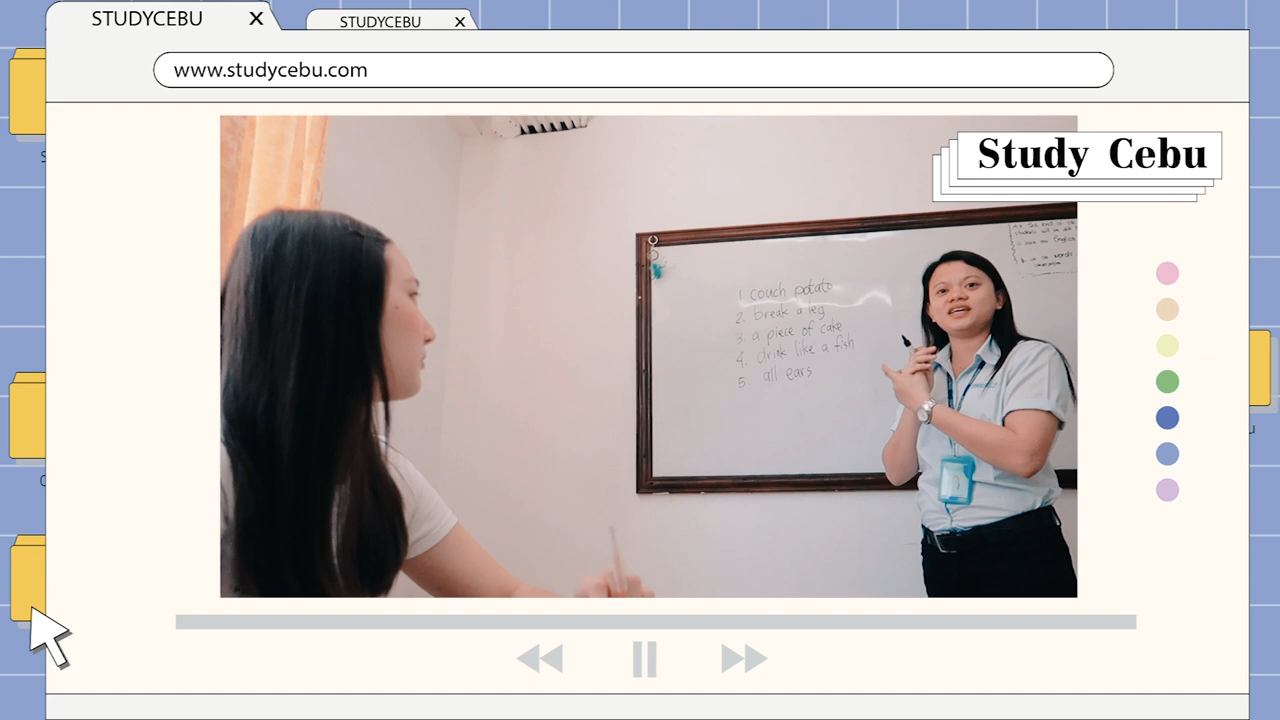 STUDYCEBU X
STUDYCEBU X
www.studycebu.com
Study Cebu
1. couch potato
2. break a leg
3. a piece of cake
4. drink like a fish
5. all ears